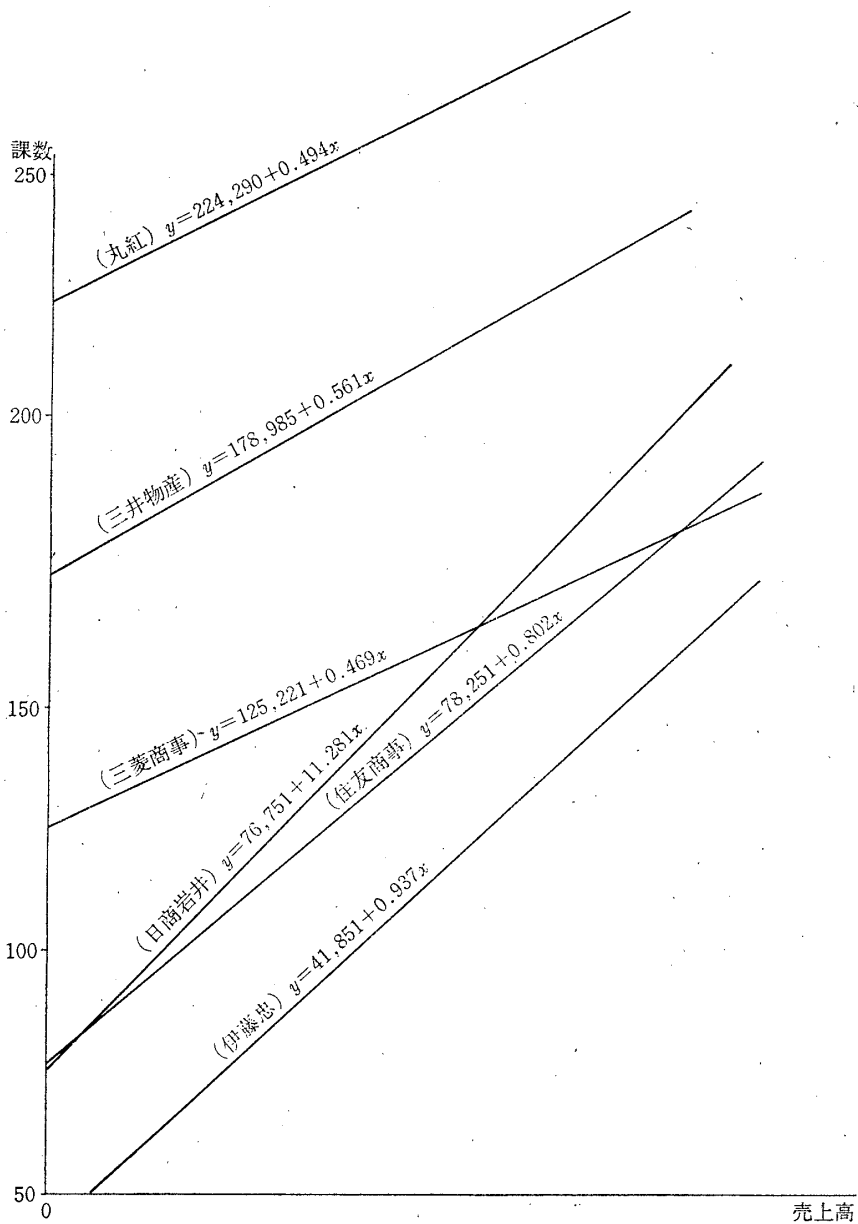 課数
250
(丸紅) y=224,290+0.494x
(三井物産) y=178,985+0.561x
200
(三菱商事) y=125,221+0.469x
150
(日商岩井) y=76,751+11.281x
(住友商事) y=78,251+0.802x
100
(伊藤忠) y=41,851+0.937x
50
0
売上高